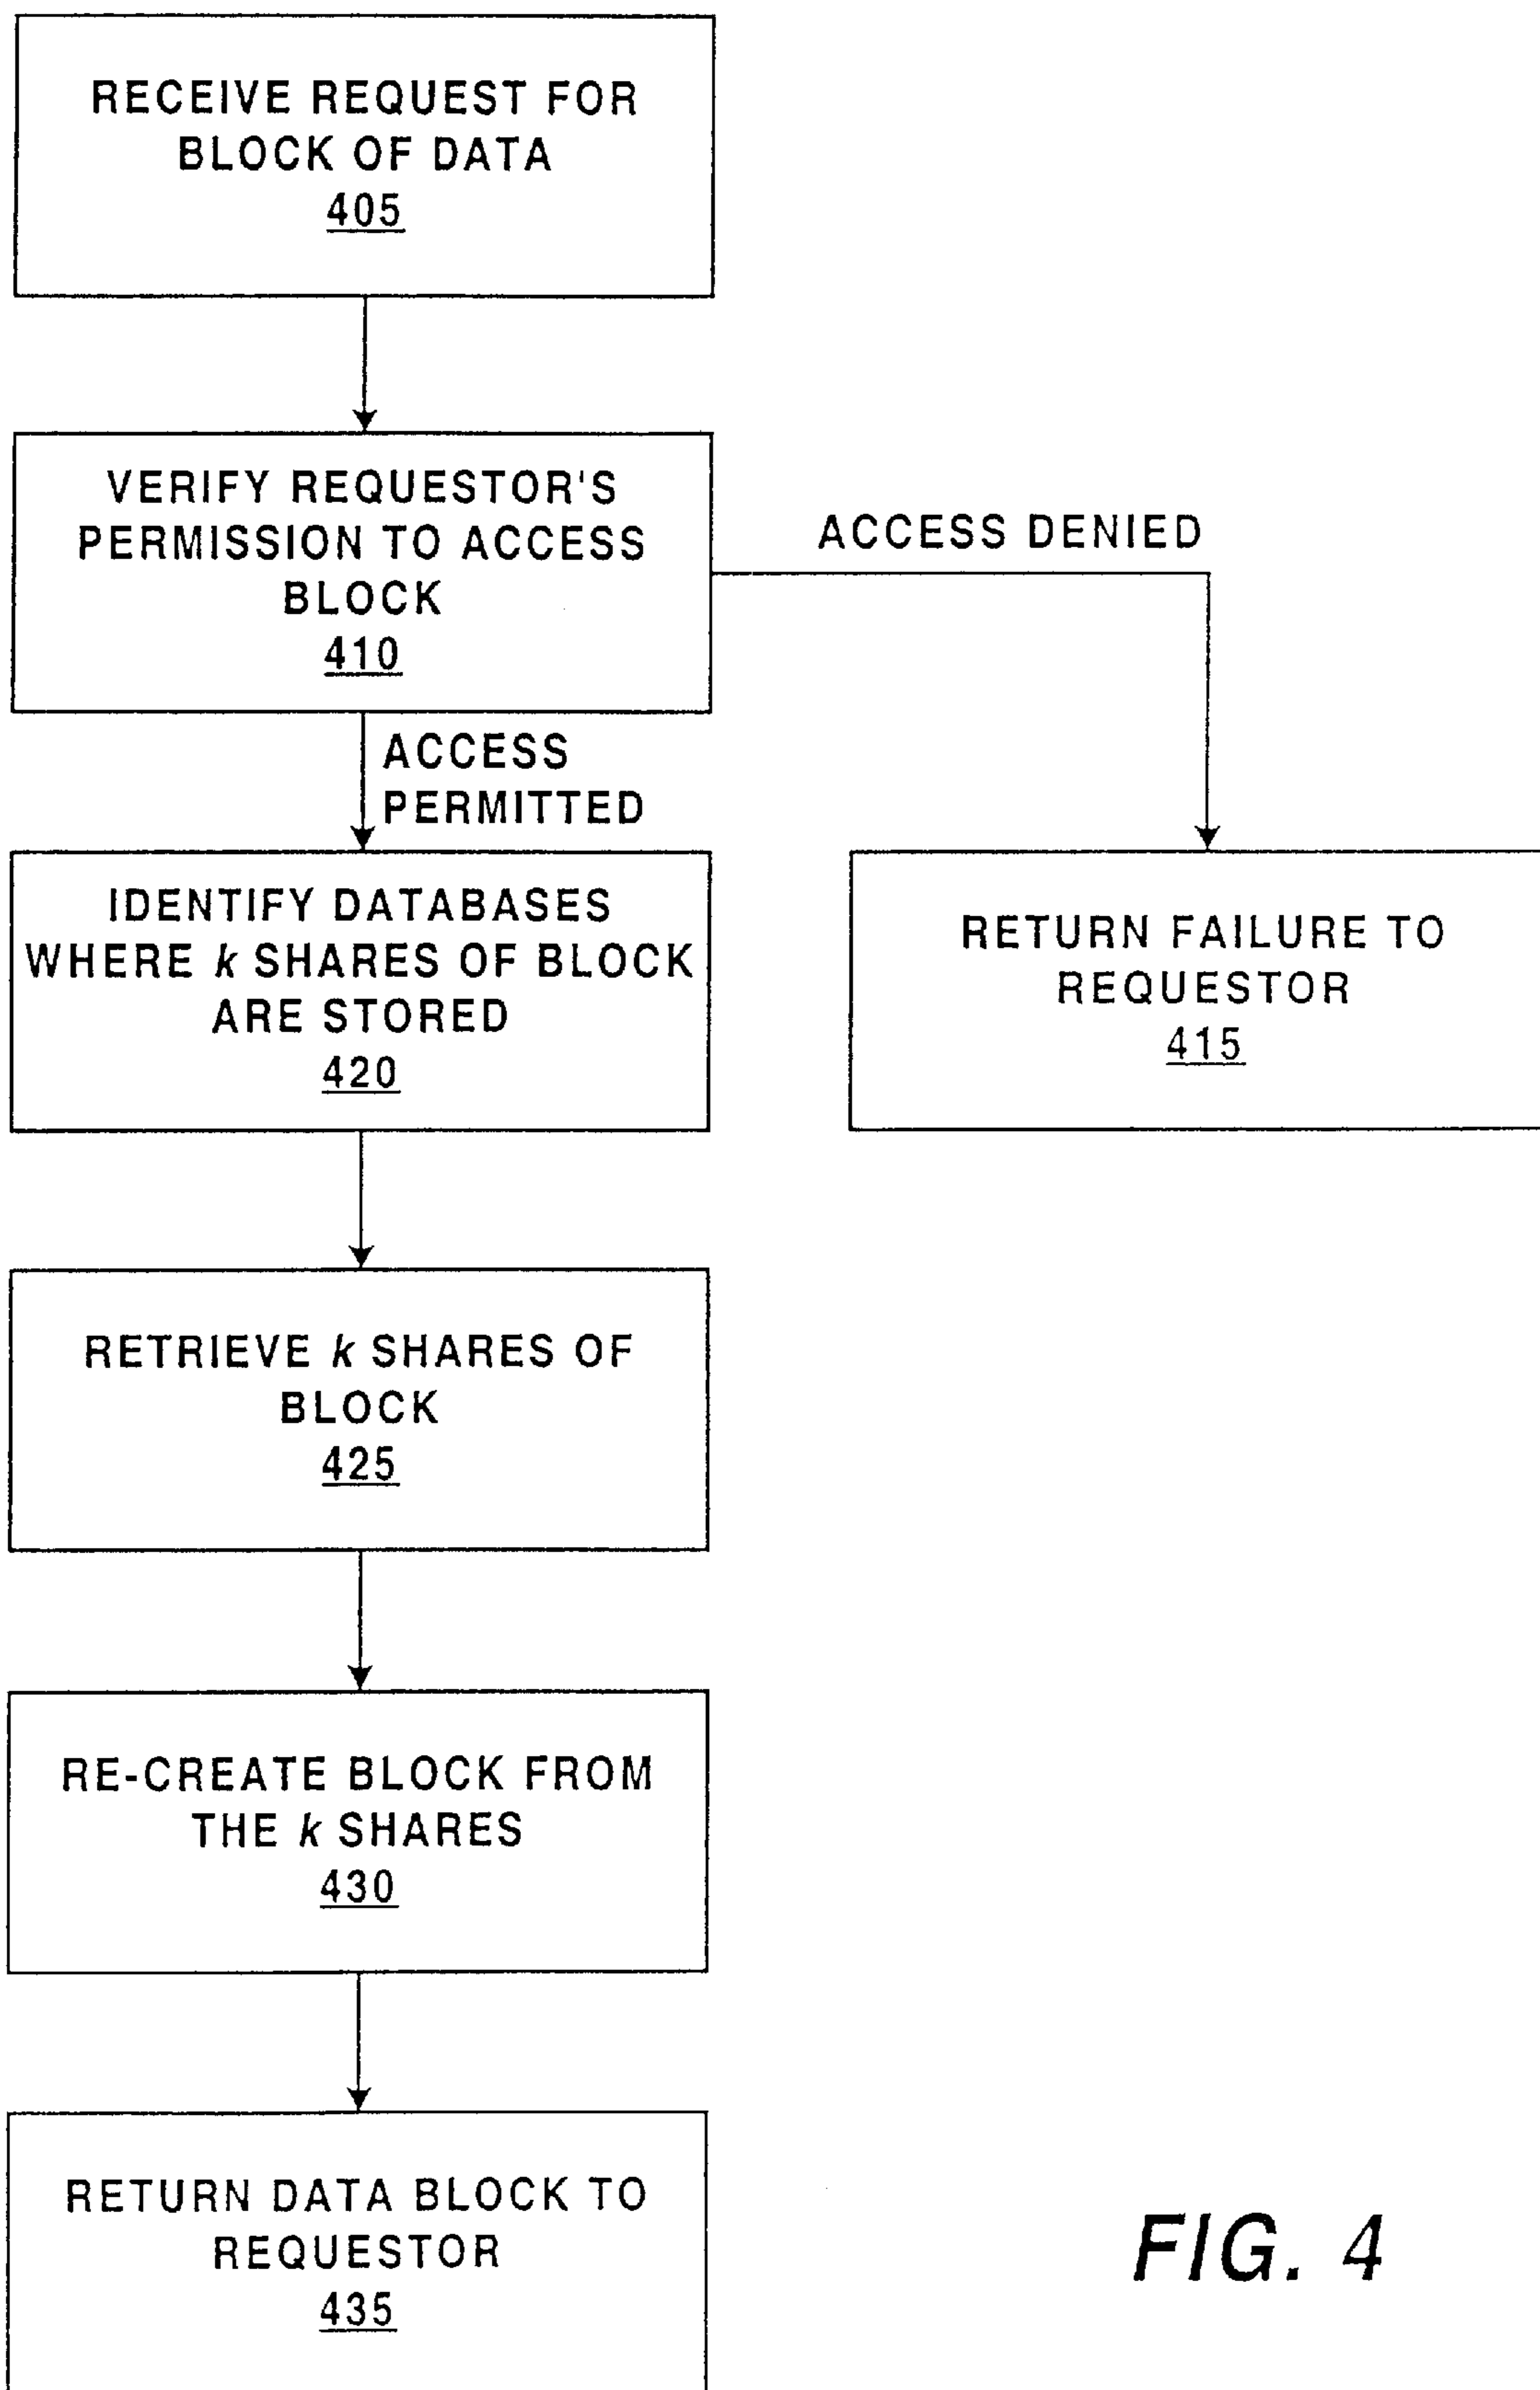 RECEIVE REQUEST FOR
BLOCK OF DATA
405
VERIFY REQUESTOR'S
PERMISSION TO ACCESS
BLOCK
410
ACCESS DENIED
ACCESS
PERMITTED
IDENTIFY DATABASES
WHERE k SHARES OF BLOCK
ARE STORED
420
RETURN FAILURE TO
REQUESTOR
415
RETRIEVE k SHARES OF
BLOCK
425
RE-CREATE BLOCK FROM
THE k SHARES
430
RETURN DATA BLOCK TO
REQUESTOR
435
FIG. 4